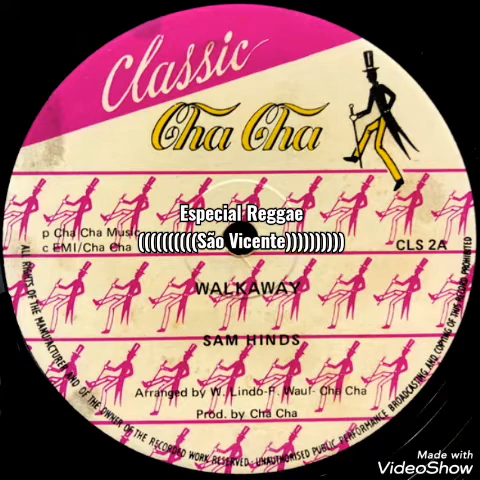 Classic
Cha Cha
Especial Reggae
((((((((((São Vicente))))))))))
p Cha Cha Music
c EMI/Cha Cha
CLS 2A
WALKAWAY
SAM HINDS
Arranged by W. Lindo-F. Waul- Cha Cha
Prod. by Cha Cha
ALL RIGHTS OF THE MANUFACTURER AND OF THE OWNER OF THE RECORDED WORK RESERVED. UNAUTHORISED PUBLIC PERFORMANCE BROADCASTING AND COPYING OF THIS RECORD PROHIBITED
Made with
VideoShow